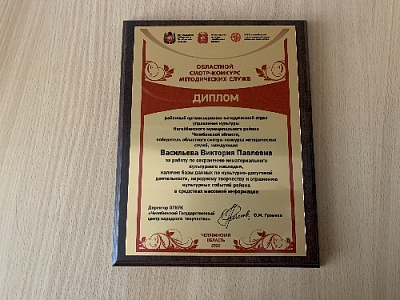 ОБЛАСТНОЙ
СМОТР-КОНКУРС
МЕТОДИЧЕСКИХ СЛУЖБ
ДИПЛОМ
районный организационно-методический отдел
управления культуры
Нагайбакского муниципального района
Челябинской области,
победитель областного смотра-конкурса методических
служб, заведующая
Васильева Виктория Павловна
за работу по сохранению нематериального
культурного наследия,
наличие базы данных по культурно-досуговой
деятельности, народному творчеству и отражению
культурных событий района
в средствах массовой информации
Директор ОГБУК
«Челябинский Государственный
центр народного творчества»
О.И.
ЧЕЛЯБИНСКАЯ
ОБЛАСТЬ